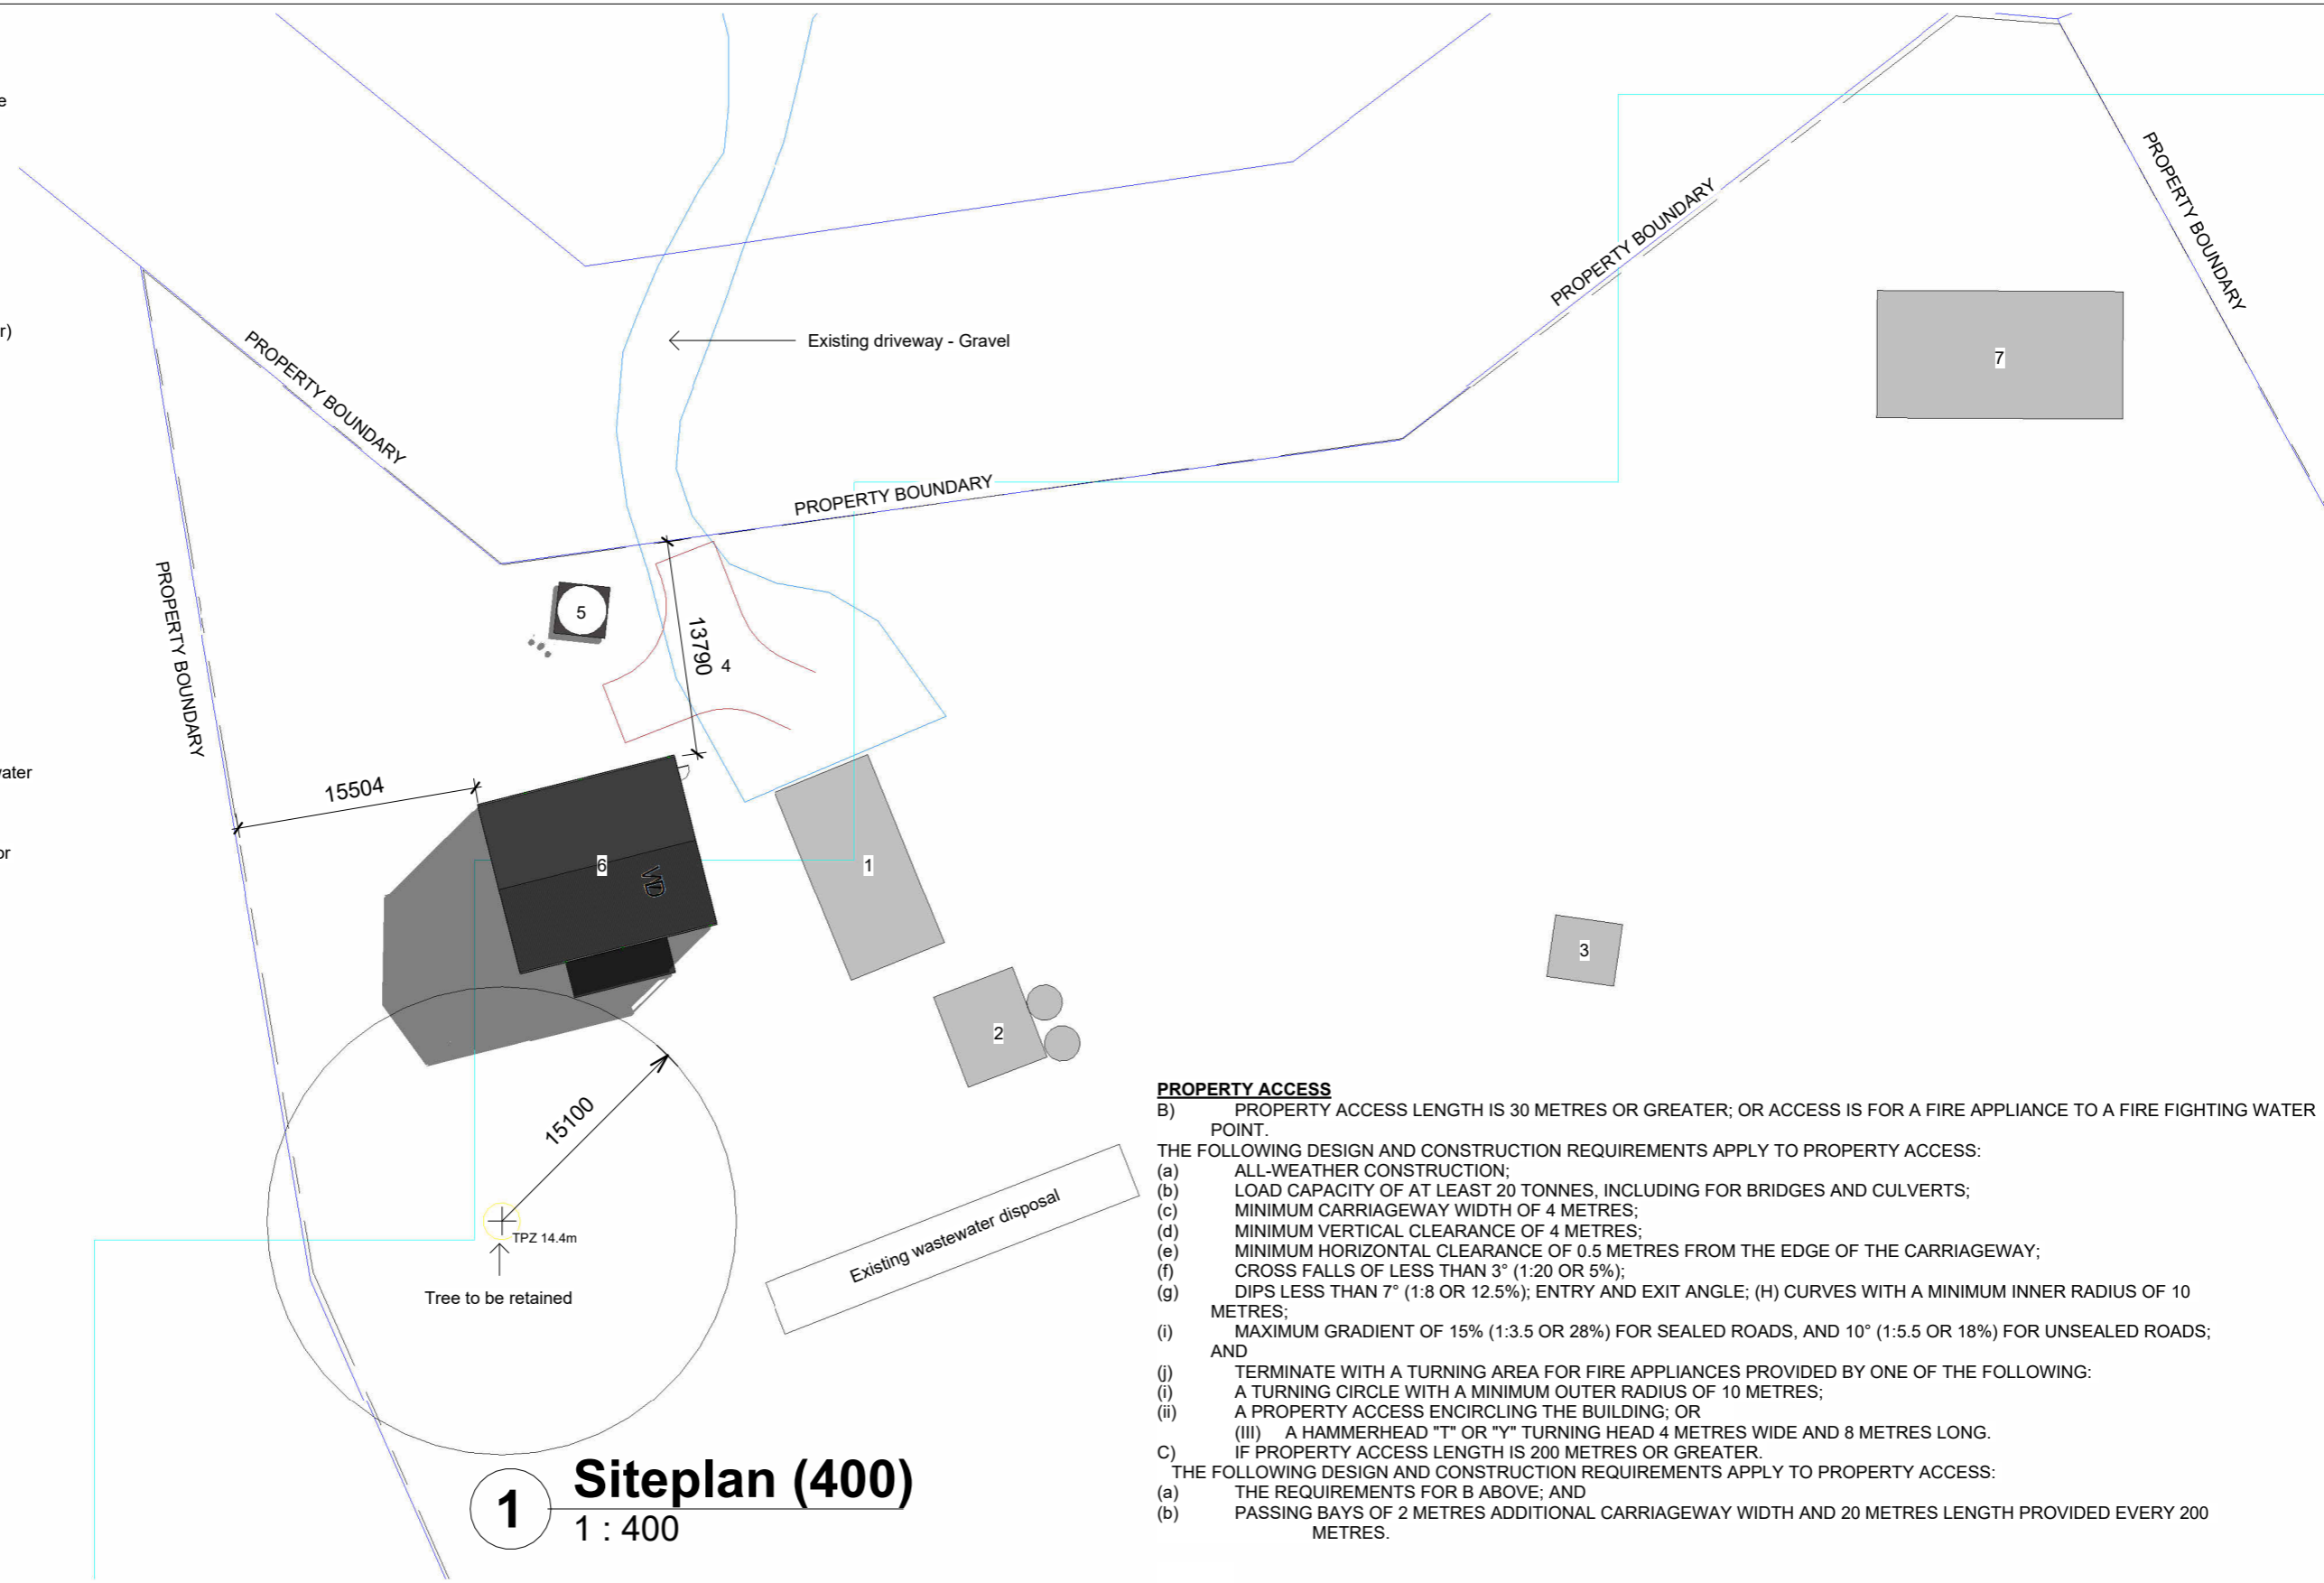 e
r)
vater
or
PROPERTY BOUNDARY
PROPERTY BOUNDARY
PROPERTY BOUNDARY
PROPERTY BOUNDARY
PROPERTY BOUNDARY
Existing driveway - Gravel
7
5
13790
4
15504
6
1
3
2
15100
TPZ 14.4m
Tree to be retained
Existing wastewater disposal
1
Siteplan (400)
1 : 400
PROPERTY ACCESS
B) PROPERTY ACCESS LENGTH IS 30 METRES OR GREATER; OR ACCESS IS FOR A FIRE APPLIANCE TO A FIRE FIGHTING WATER
POINT.
THE FOLLOWING DESIGN AND CONSTRUCTION REQUIREMENTS APPLY TO PROPERTY ACCESS:
(a) ALL-WEATHER CONSTRUCTION;
(b) LOAD CAPACITY OF AT LEAST 20 TONNES, INCLUDING FOR BRIDGES AND CULVERTS;
(c) MINIMUM CARRIAGEWAY WIDTH OF 4 METRES;
(d) MINIMUM VERTICAL CLEARANCE OF 4 METRES;
(e) MINIMUM HORIZONTAL CLEARANCE OF 0.5 METRES FROM THE EDGE OF THE CARRIAGEWAY;
(f) CROSS FALLS OF LESS THAN 3° (1:20 OR 5%);
(g) DIPS LESS THAN 7° (1:8 OR 12.5%); ENTRY AND EXIT ANGLE; (H) CURVES WITH A MINIMUM INNER RADIUS OF 10
METRES;
(i) MAXIMUM GRADIENT OF 15% (1:3.5 OR 28%) FOR SEALED ROADS, AND 10° (1:5.5 OR 18%) FOR UNSEALED ROADS;
AND
(j) TERMINATE WITH A TURNING AREA FOR FIRE APPLIANCES PROVIDED BY ONE OF THE FOLLOWING:
(i) A TURNING CIRCLE WITH A MINIMUM OUTER RADIUS OF 10 METRES;
(ii) A PROPERTY ACCESS ENCIRCLING THE BUILDING; OR
(III) A HAMMERHEAD "T" OR "Y" TURNING HEAD 4 METRES WIDE AND 8 METRES LONG.
C) IF PROPERTY ACCESS LENGTH IS 200 METRES OR GREATER.
THE FOLLOWING DESIGN AND CONSTRUCTION REQUIREMENTS APPLY TO PROPERTY ACCESS:
(a) THE REQUIREMENTS FOR B ABOVE; AND
(b) PASSING BAYS OF 2 METRES ADDITIONAL CARRIAGEWAY WIDTH AND 20 METRES LENGTH PROVIDED EVERY 200
METRES.